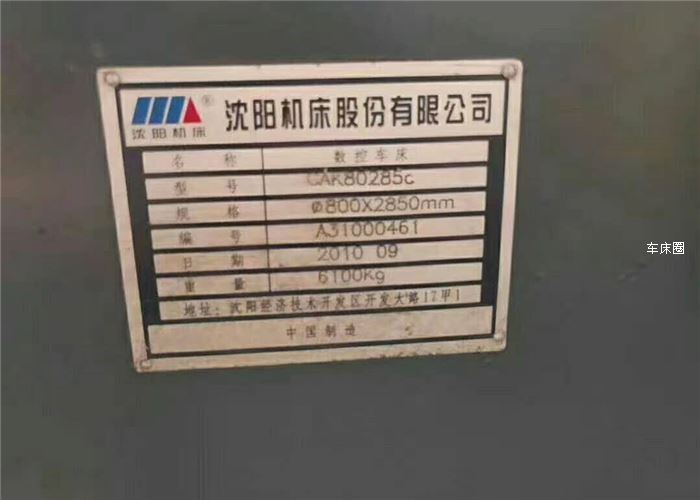 沈阳机床® 沈阳机床股份有限公司
名称 数控车床
型号 CAK80285c
规格 Ø800X2850mm
编号 A31000461
日期 2010 09
重量 6100Kg
地址：沈阳经济技术开发区开发大路17甲1
中国制造
车床圈